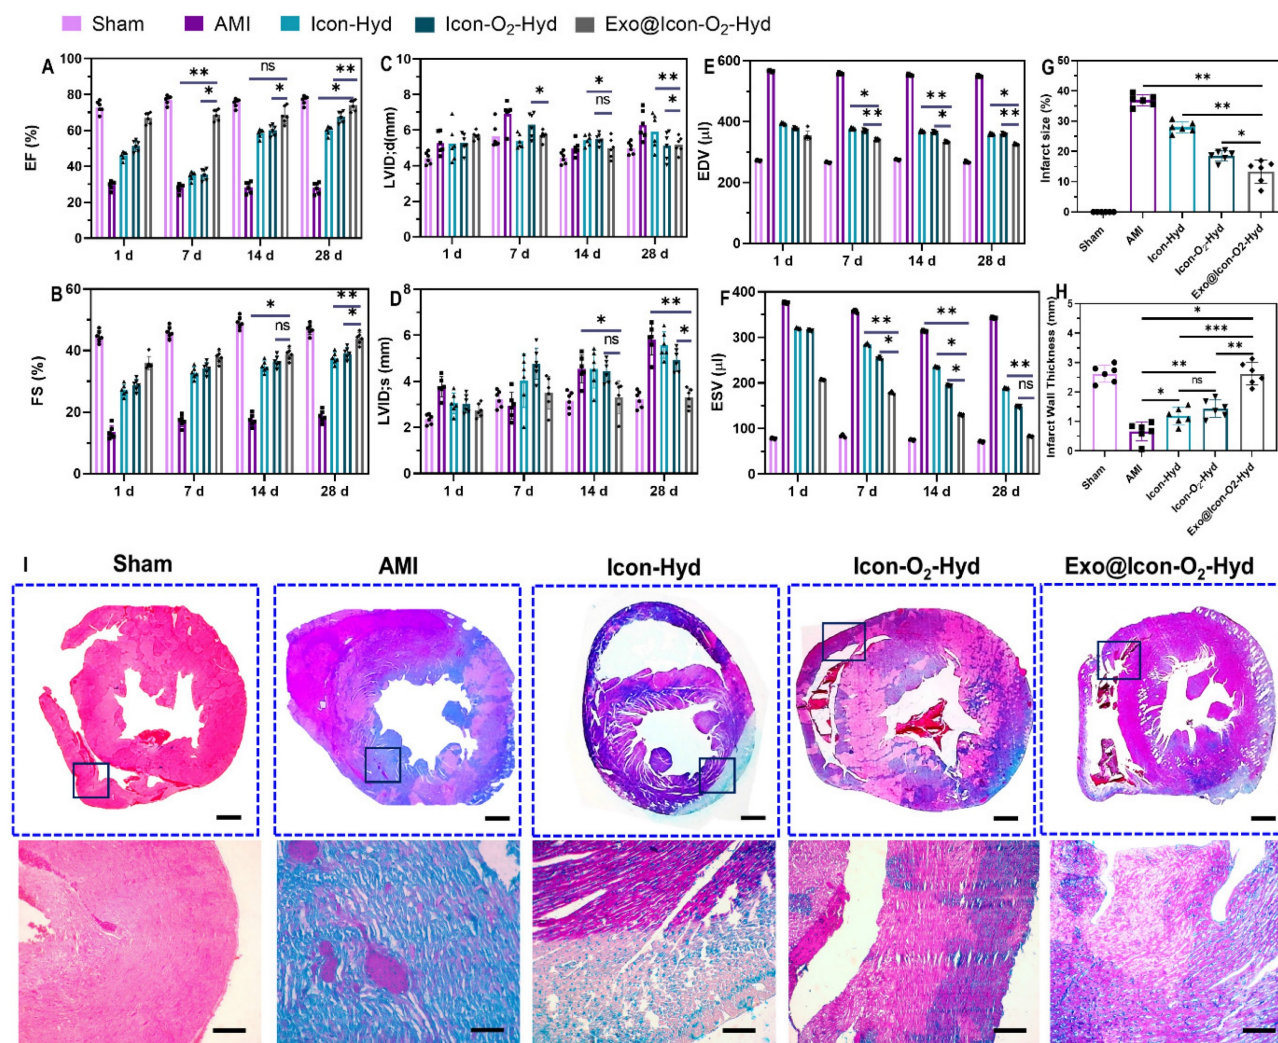 Sham AMI Icon-Hyd Icon-O₂-Hyd Exo@Icon-O₂-Hyd
A
EF (%)
100
80
60
40
20
0
** * ns * ** *
1 d 7 d 14 d 28 d
C
LVID;d(mm)
10
8
6
4
2
0
* * ns ** *
1 d 7 d 14 d 28 d
E
EDV (µl)
600
400
200
0
* ** ** * * **
1 d 7 d 14 d 28 d
G
Infarct size (%)
50
40
30
20
10
0
** ** *
Sham AMI Icon-Hyd Icon-O₂-Hyd Exo@Icon-O2-Hyd
B
FS (%)
60
40
20
0
* ns ** *
1 d 7 d 14 d 28 d
D
LVID;s (mm)
8
6
4
2
0
* ns ** *
1 d 7 d 14 d 28 d
F
ESV (µl)
400
300
200
100
0
** * ** * * ** ns
1 d 7 d 14 d 28 d
H
Infarct Wall Thickness (mm)
5
4
3
2
1
0
* *** ** ** ns *
Sham AMI Icon-Hyd Icon-O₂-Hyd Exo@Icon-O2-Hyd
I
Sham AMI Icon-Hyd Icon-O₂-Hyd Exo@Icon-O₂-Hyd